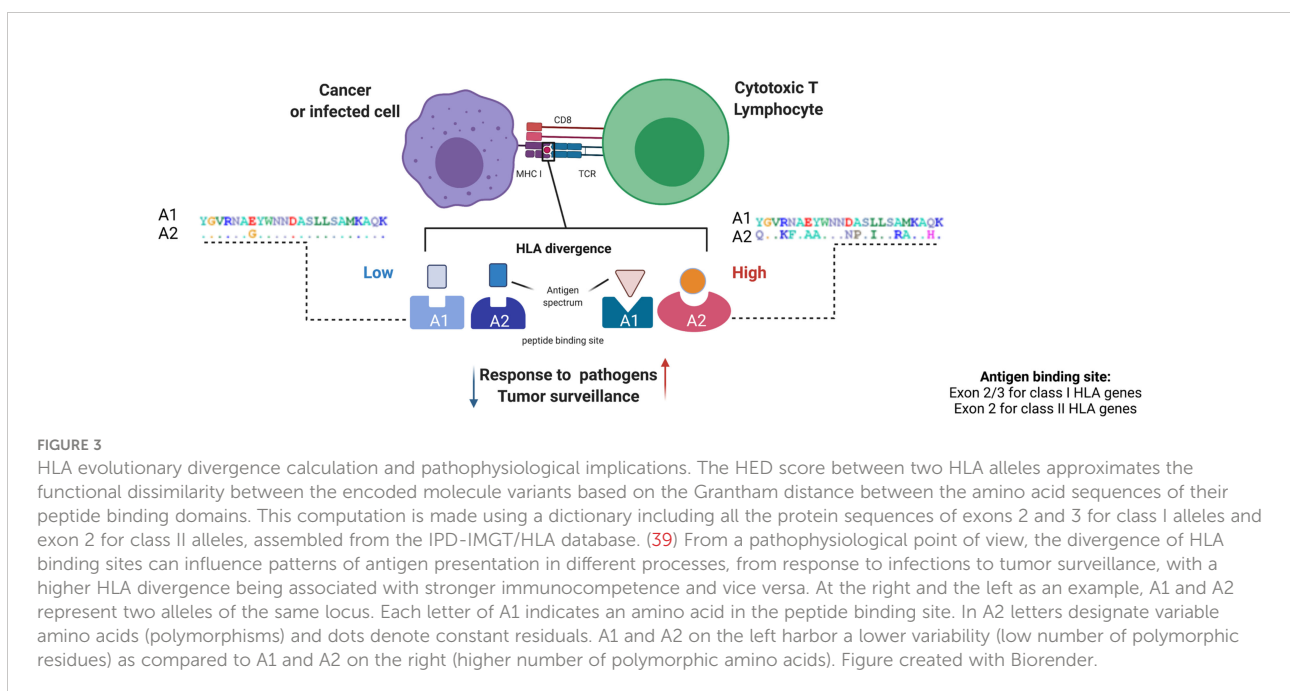 Cancer
or infected cell
Cytotoxic T
Lymphocyte
CD8
MHC I
TCR
A1 YGVRNAEYWNNDASLLSAMKAQK
A2 ......G................
A1 YGVRNAEYWNNDASLLSAMKAQK
A2 Q..KF.AA...NP.I..RA..H.
HLA divergence
Low
High
Antigen
spectrum
A1
A2
A1
A2
peptide binding site
Response to pathogens
Tumor surveillance
Antigen binding site:
Exon 2/3 for class I HLA genes
Exon 2 for class II HLA genes
FIGURE 3
HLA evolutionary divergence calculation and pathophysiological implications. The HED score between two HLA alleles approximates the
functional dissimilarity between the encoded molecule variants based on the Grantham distance between the amino acid sequences of their
peptide binding domains. This computation is made using a dictionary including all the protein sequences of exons 2 and 3 for class I alleles and
exon 2 for class II alleles, assembled from the IPD-IMGT/HLA database. (39) From a pathophysiological point of view, the divergence of HLA
binding sites can influence patterns of antigen presentation in different processes, from response to infections to tumor surveillance, with a
higher HLA divergence being associated with stronger immunocompetence and vice versa. At the right and the left as an example, A1 and A2
represent two alleles of the same locus. Each letter of A1 indicates an amino acid in the peptide binding site. In A2 letters designate variable
amino acids (polymorphisms) and dots denote constant residuals. A1 and A2 on the left harbor a lower variability (low number of polymorphic
residues) as compared to A1 and A2 on the right (higher number of polymorphic amino acids). Figure created with Biorender.